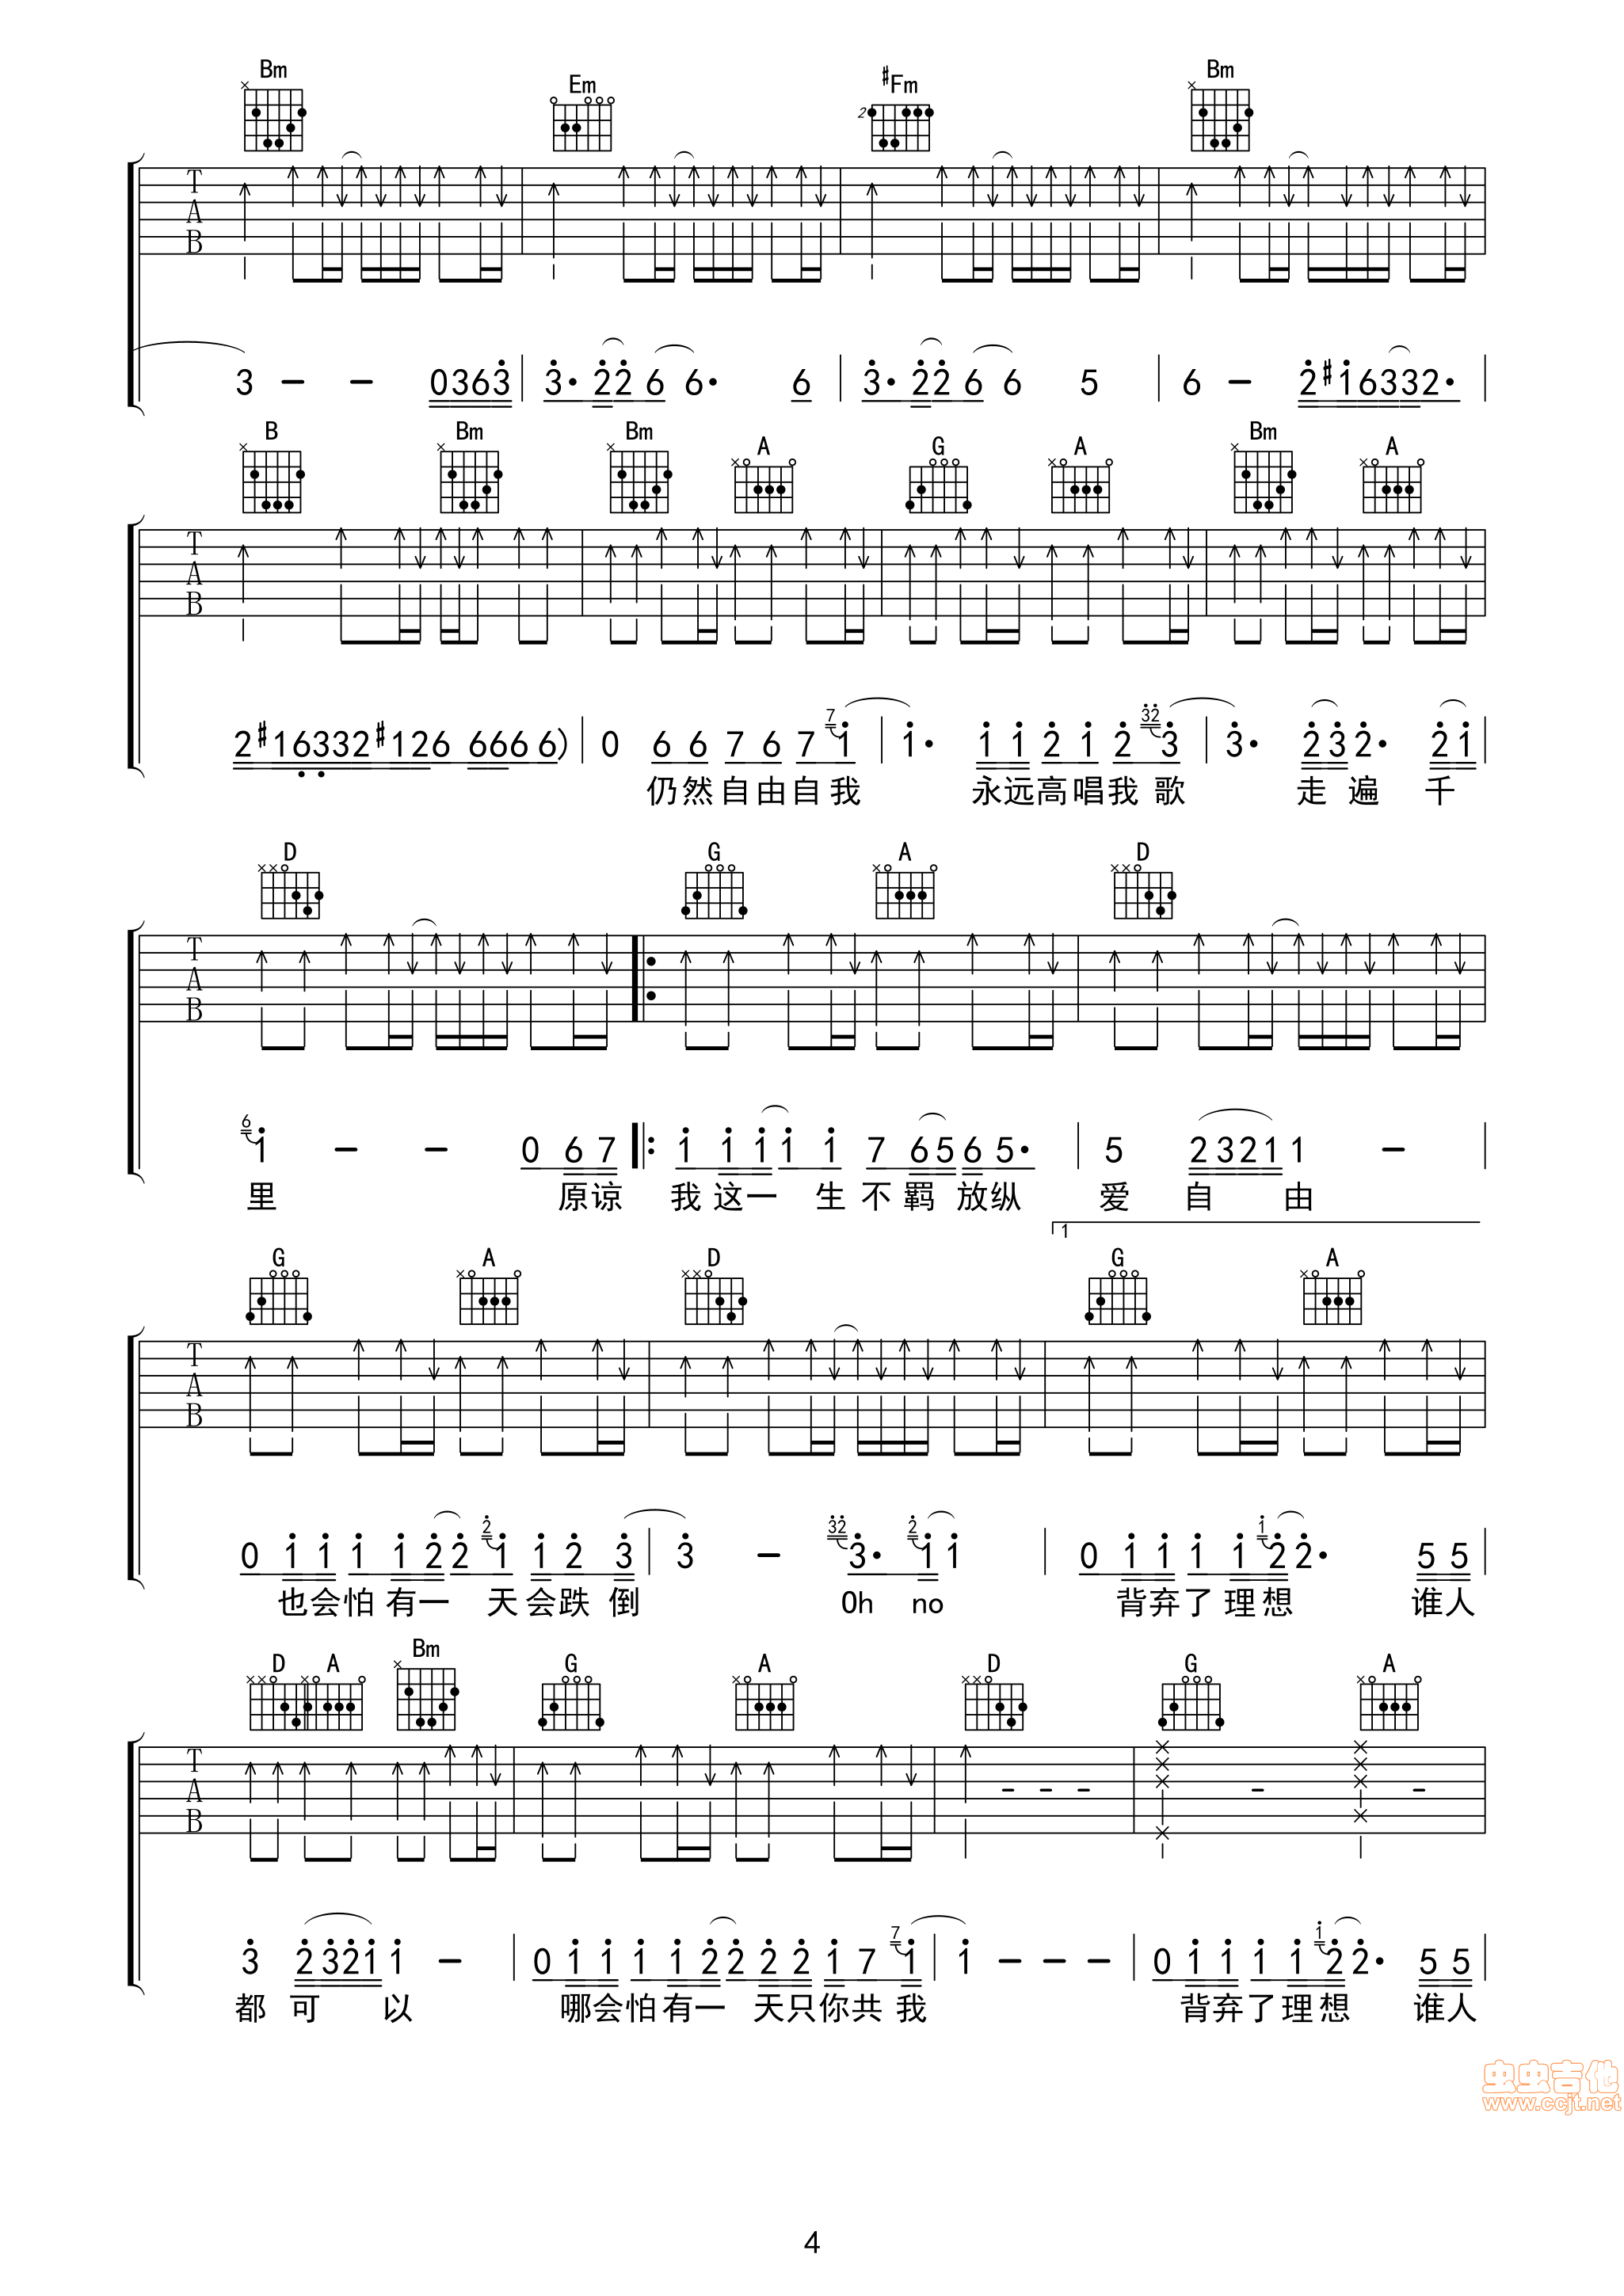 Bm Em #Fm Bm
2
T
A
B
3 - - 0363 3· 22 6 6· 6 3· 22 6 6 5 6 - 2#16332·
B Bm Bm A G A Bm A
T
A
B
2#16332#126 6666) 0 6 6 7 6 7 7 1 1· 1 1 2 1 2 32 3 3· 2 3 2· 2 1
仍然自由自我 永远高唱我歌 走遍千
D G A D
T
A
B
6 1 - - 0 6 7 1 1 1 1 1 7 6 5 6 5· 5 2321 1 -
里 原谅 我这一生不羁放纵 爱自由
1
G A D G A
T
A
B
0 1 1 1 1 2 2 2 1 1 2 3 3 - 32 3· 2 1 1 0 1 1 1 1 1 2 2· 5 5
也会怕有一天会跌倒 Oh no 背弃了理想 谁人
D A Bm G A D G A
T
A
B
3 2321 1 - 0 1 1 1 1 2 2 2 2 1 7 7 1 1 - - - 0 1 1 1 1 1 2 2· 5 5
都可以 哪会怕有一天只你共我 背弃了理想 谁人
虫虫吉他
www.ccjt.net
4